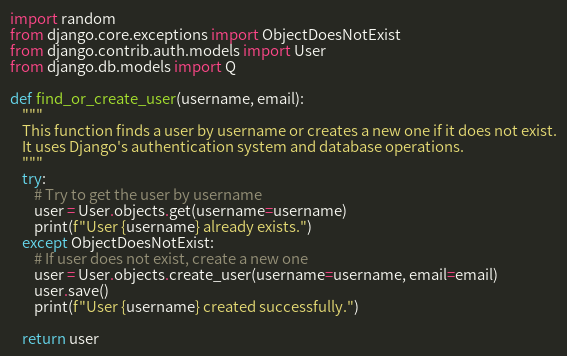 import random
from django.core.exceptions import ObjectDoesNotExist
from django.contrib.auth.models import User
from django.db.models import Q

def find_or_create_user(username, email):
    """
    This function finds a user by username or creates a new one if it does not exist.
    It uses Django's authentication system and database operations.
    """
    try:
        # Try to get the user by username
        user = User.objects.get(username=username)
        print(f"User {username} already exists.")
    except ObjectDoesNotExist:
        # If user does not exist, create a new one
        user = User.objects.create_user(username=username, email=email)
        user.save()
        print(f"User {username} created successfully.")

    return user